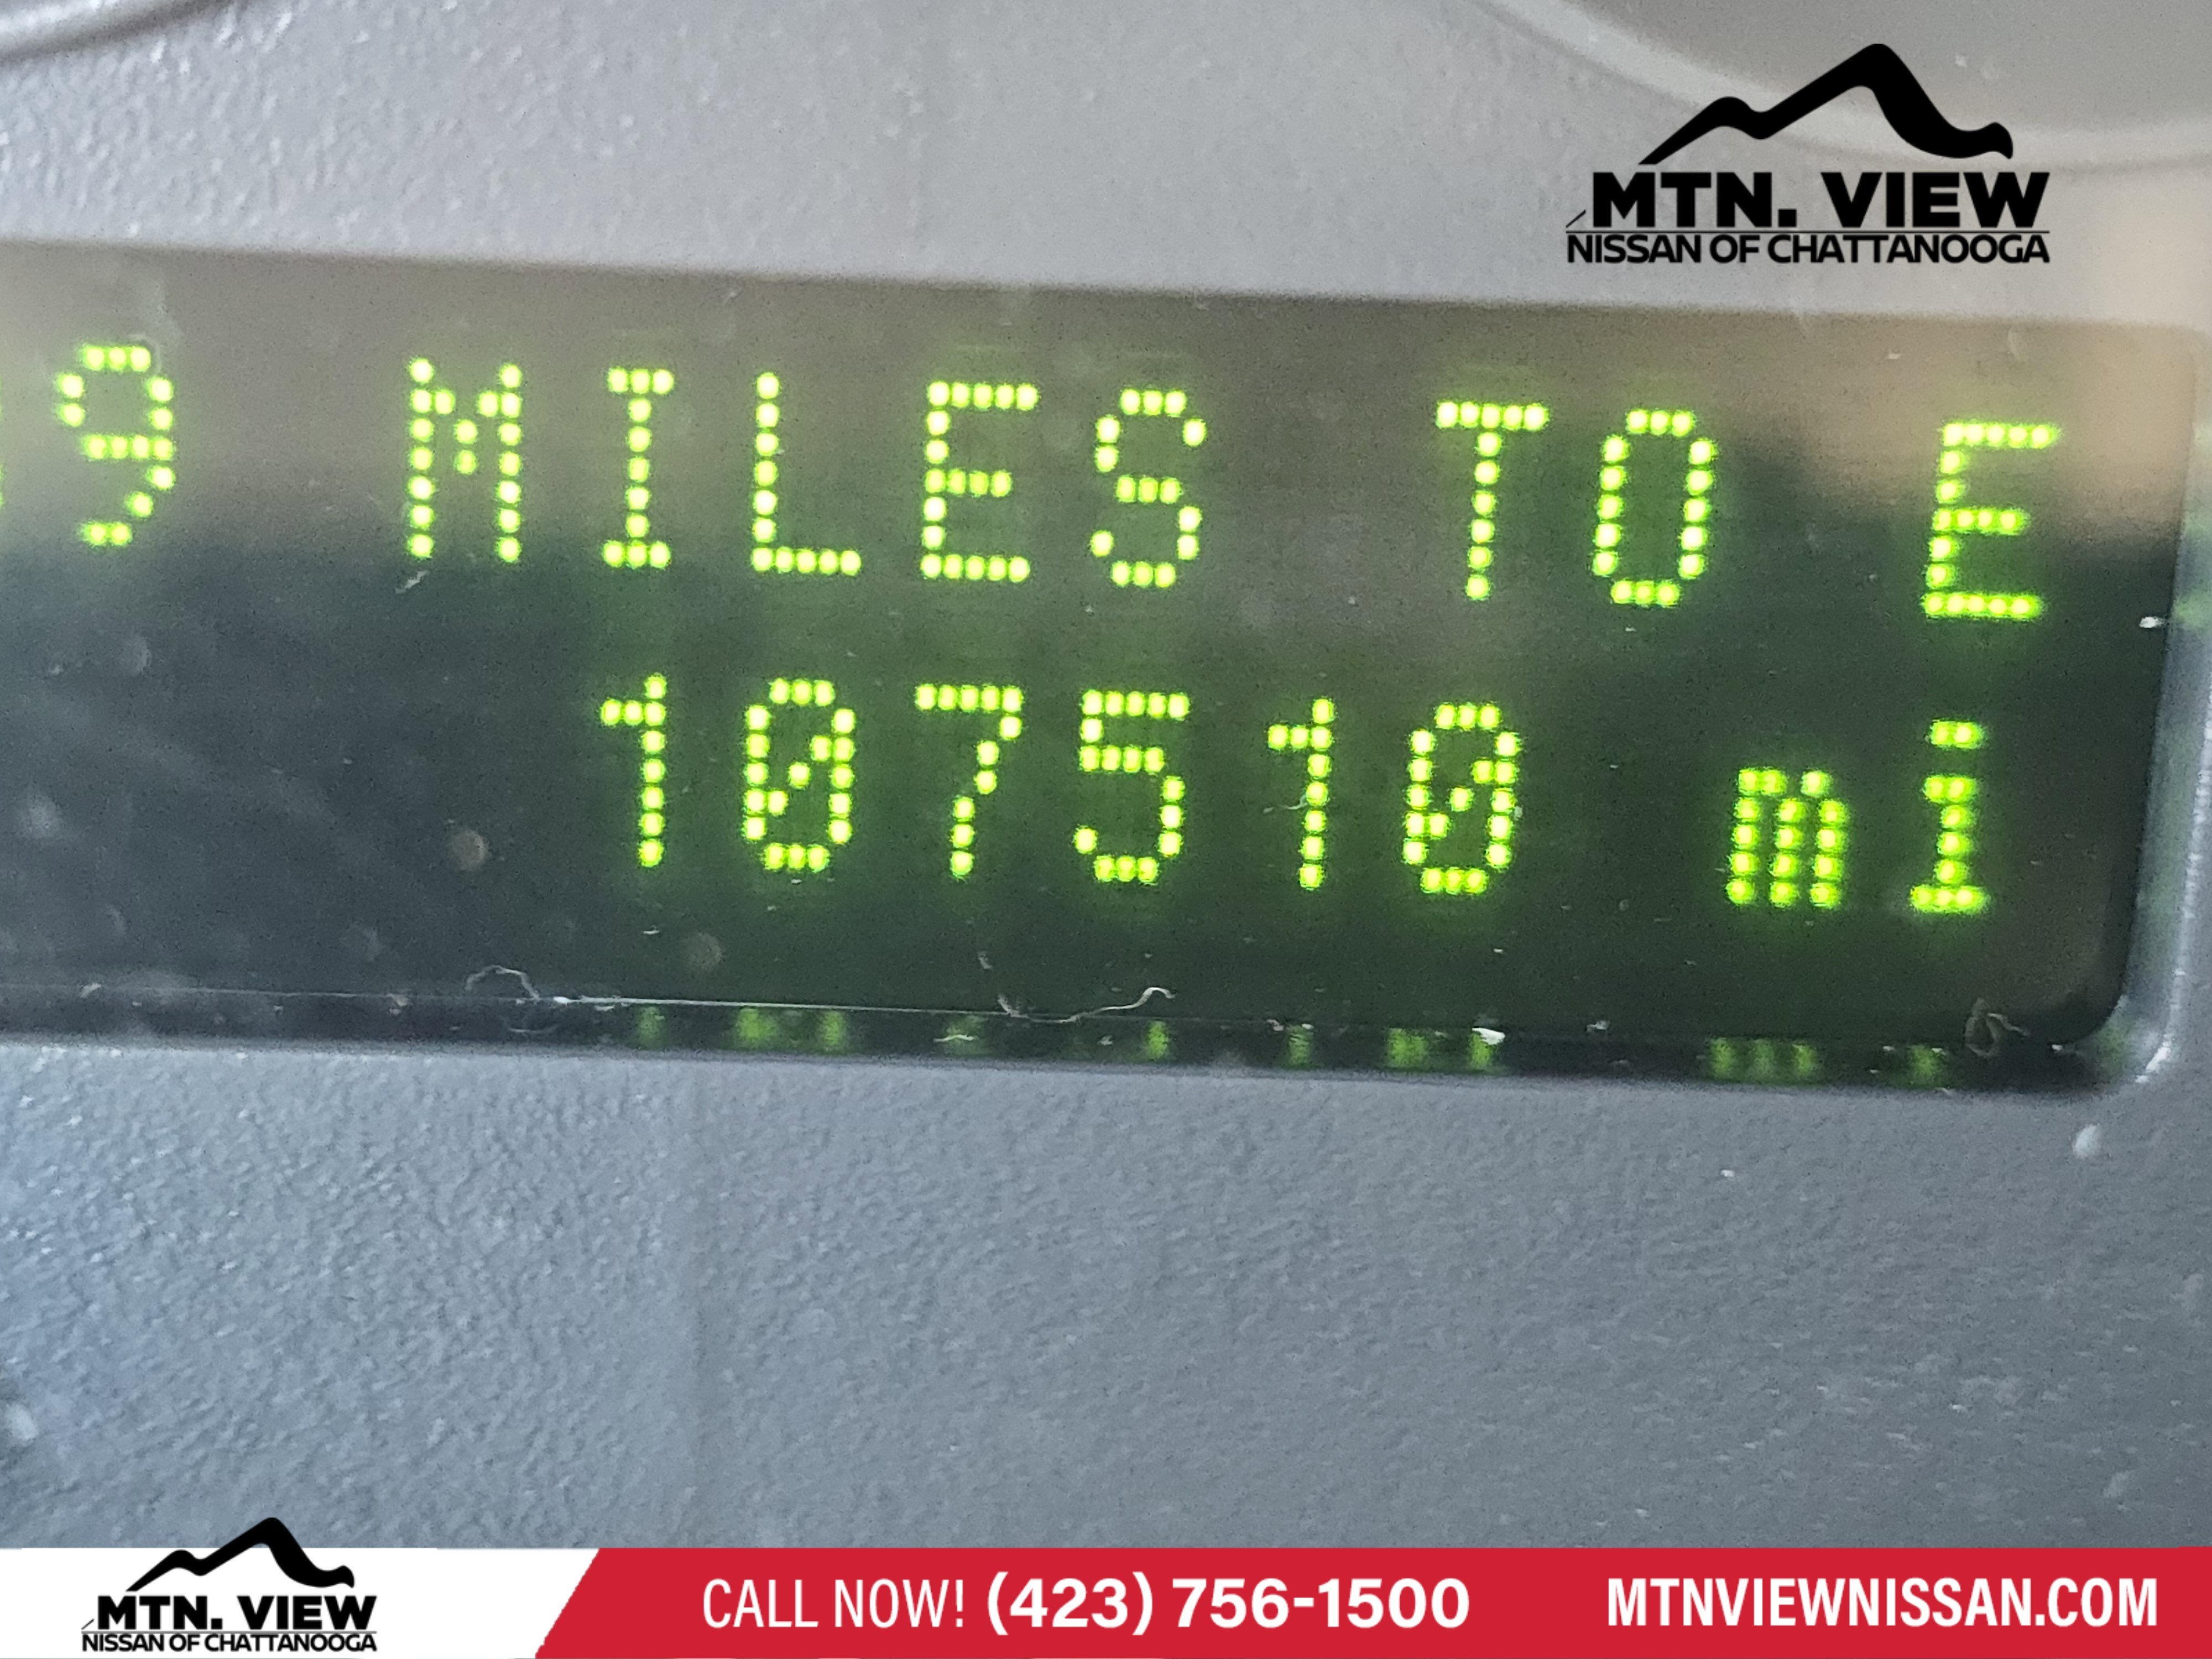 MTN. VIEW
NISSAN OF CHATTANOOGA
9 MILES TO E
107510 mi
MTN. VIEW
NISSAN OF CHATTANOOGA
CALL NOW! (423) 756-1500
MTNVIEWNISSAN.COM